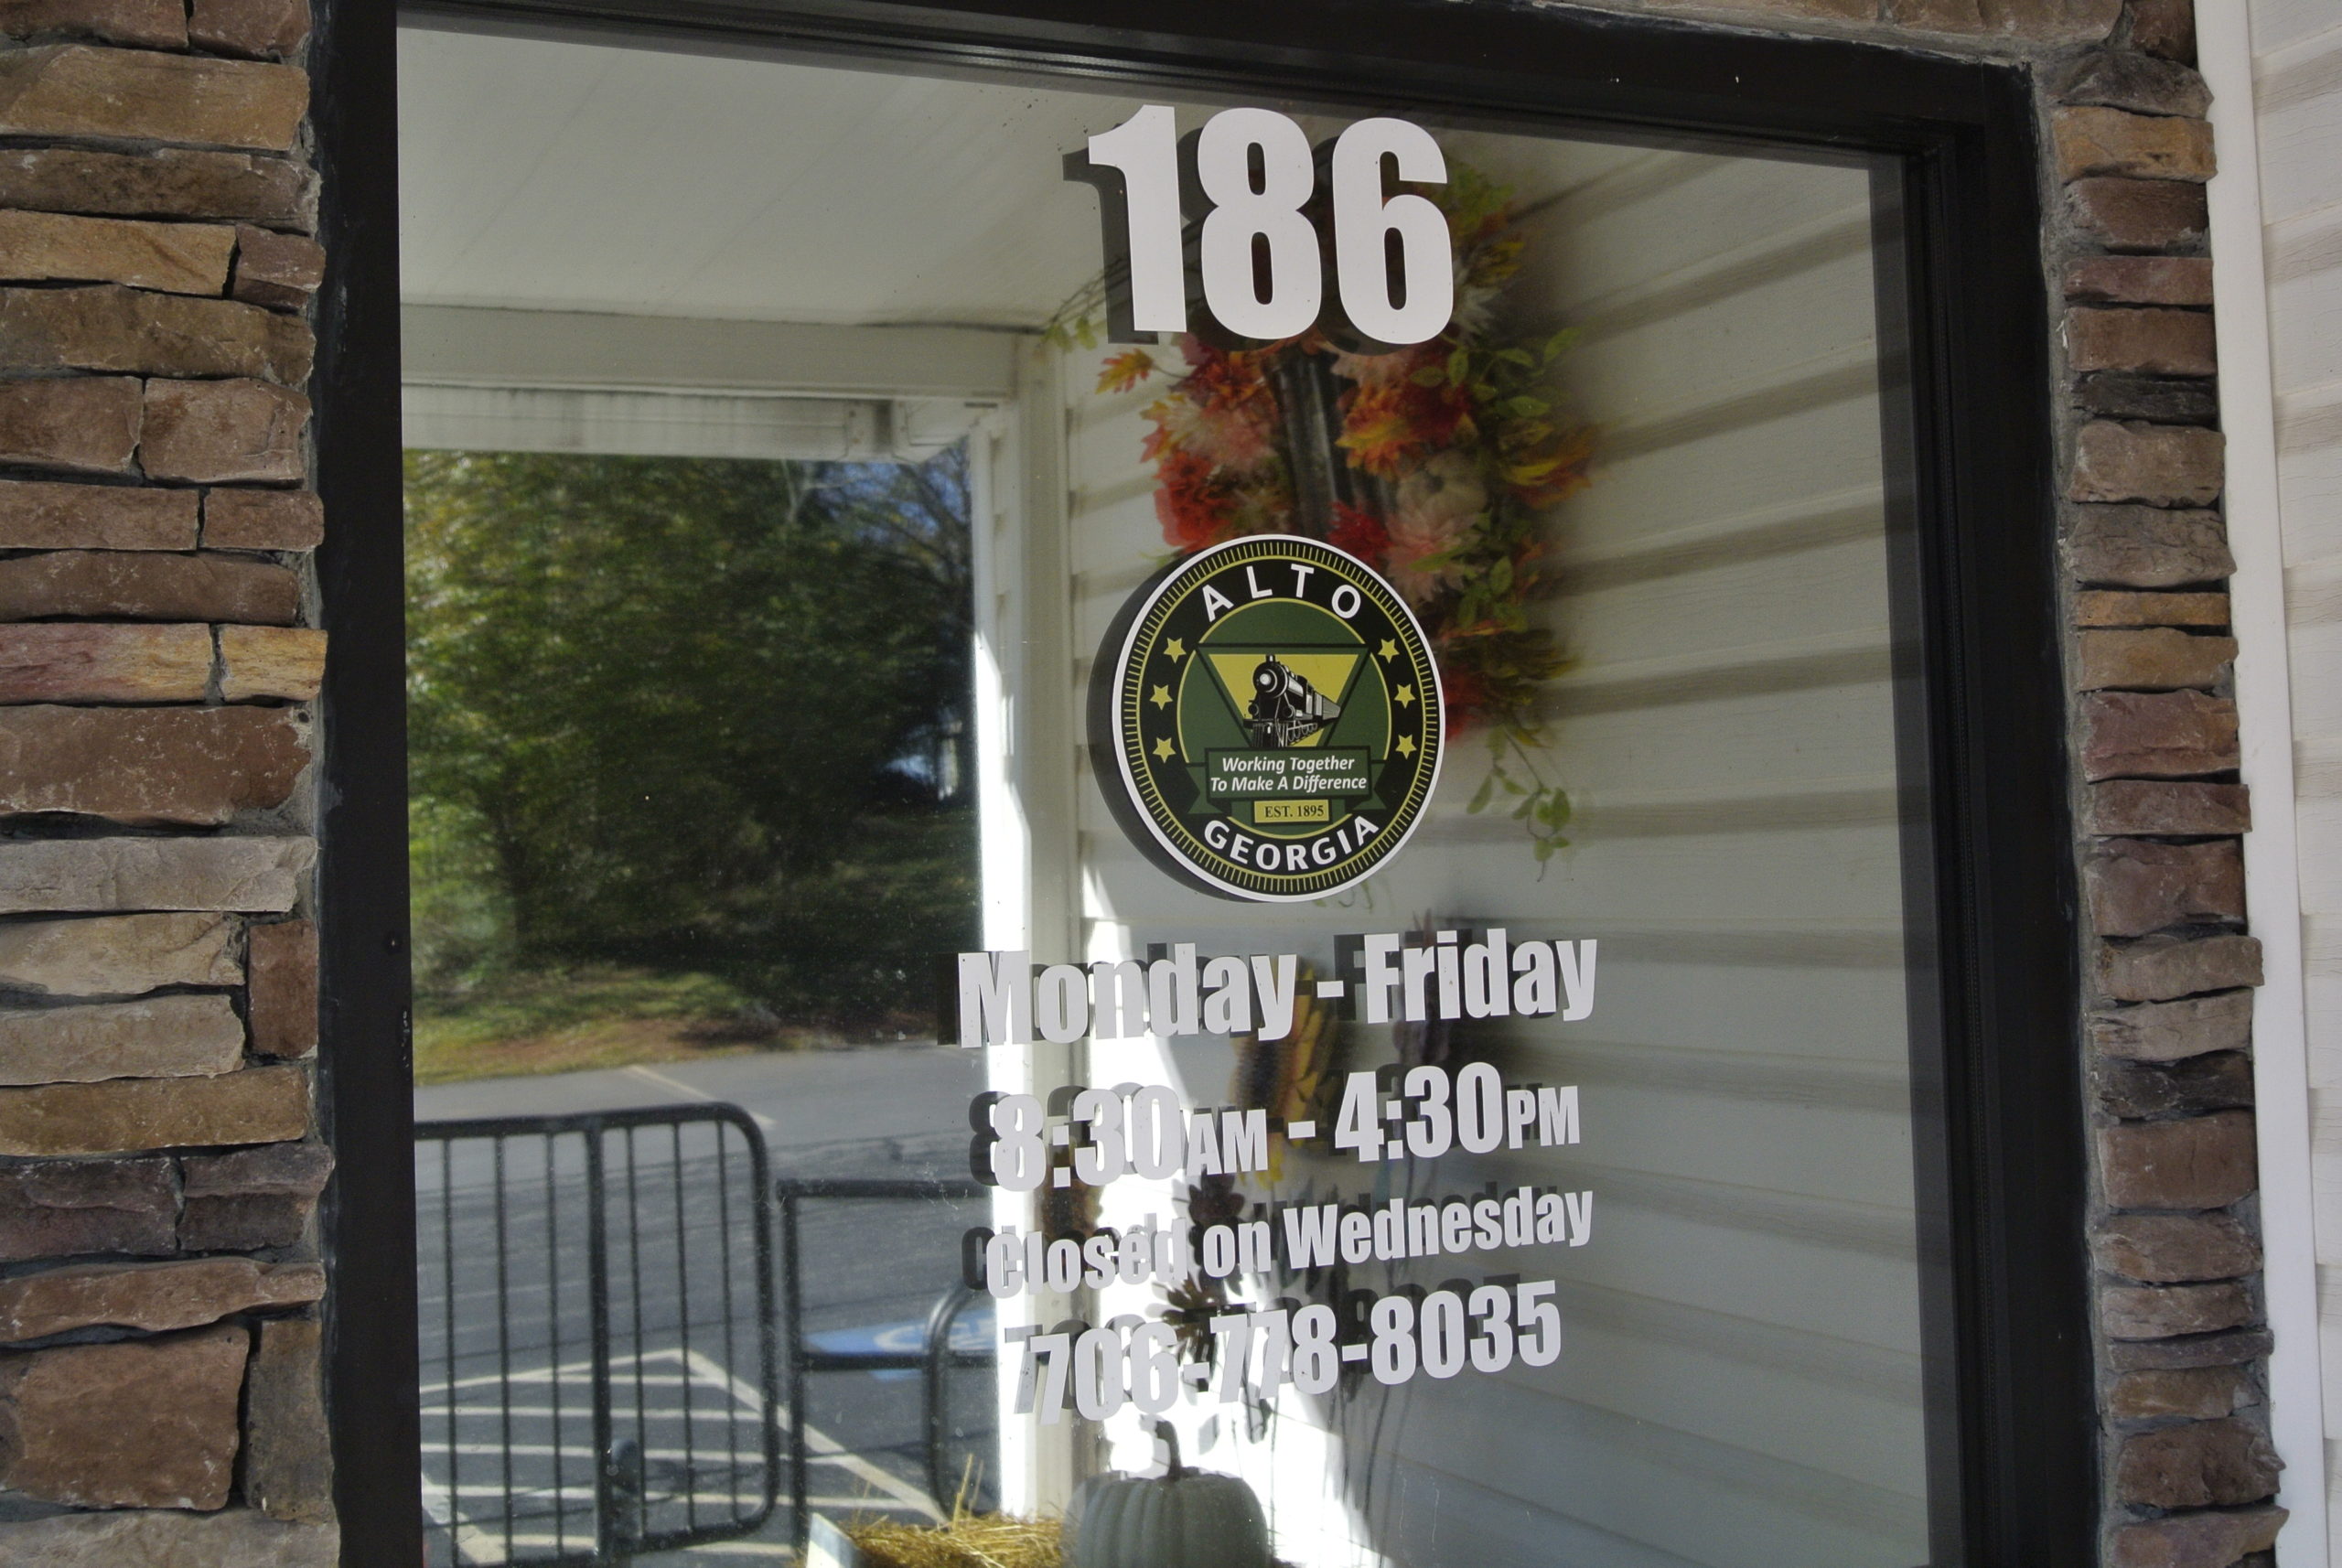 186
ALTO
Working Together
To Make A Difference
EST. 1895
GEORGIA
Monday - Friday
8:30AM - 4:30PM
Closed on Wednesday
706-778-8035